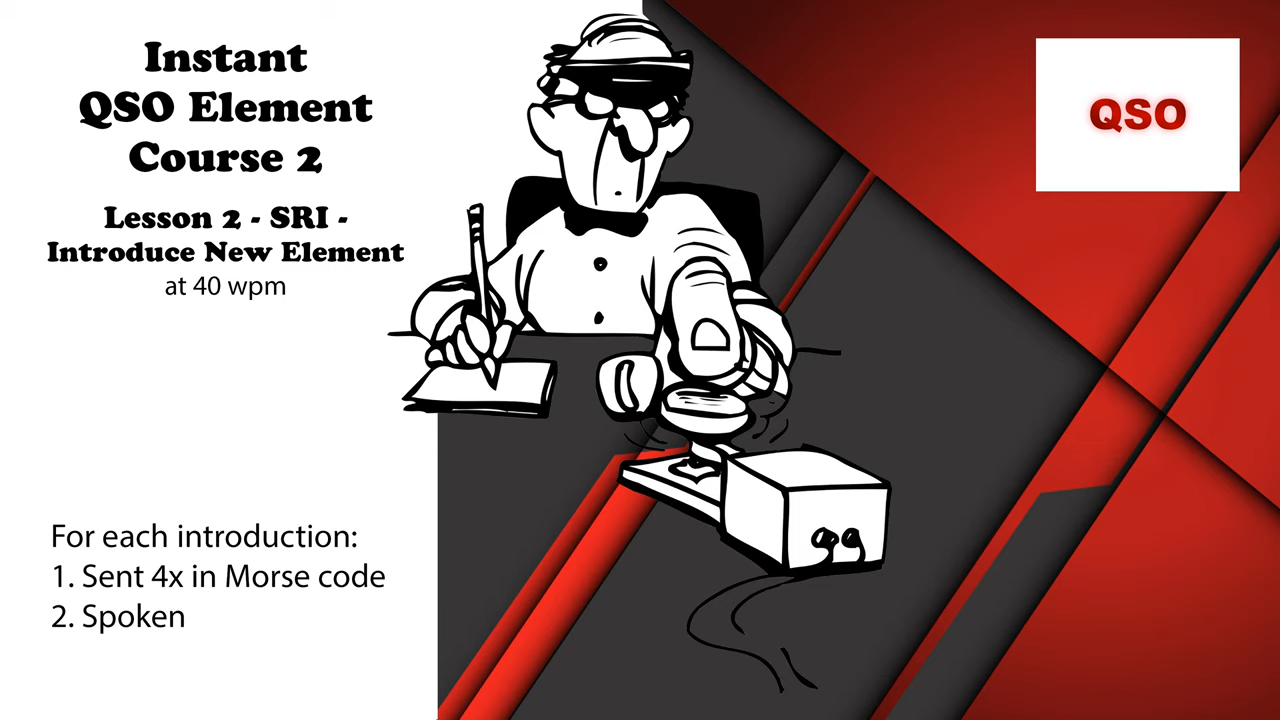 Instant
QSO Element
Course 2
Lesson 2 - SRI -
Introduce New Element
at 40 wpm
QSO
For each introduction:
1. Sent 4x in Morse code
2. Spoken